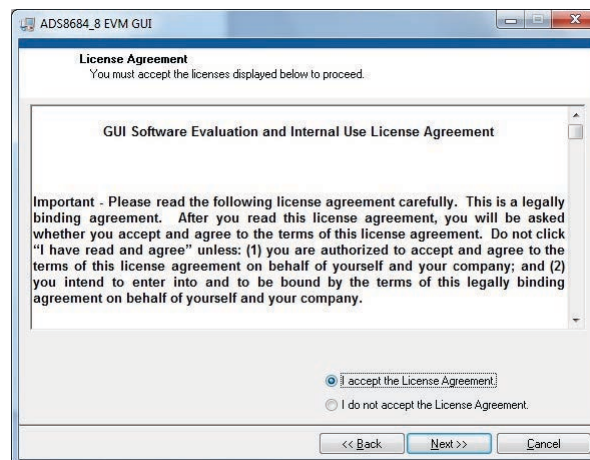 ADS8684_8 EVM GUI
License Agreement
You must accept the licenses displayed below to proceed.
GUI Software Evaluation and Internal Use License Agreement
Important - Please read the following license agreement carefully. This is a legally
binding agreement. After you read this license agreement, you will be asked
whether you accept and agree to the terms of this license agreement. Do not click
“I have read and agree” unless: (1) you are authorized to accept and agree to the
terms of this license agreement on behalf of yourself and your company; and (2)
you intend to enter into and to be bound by the terms of this legally binding
agreement on behalf of yourself and your company.
I accept the License Agreement.
I do not accept the License Agreement.
<< Back Next >> Cancel